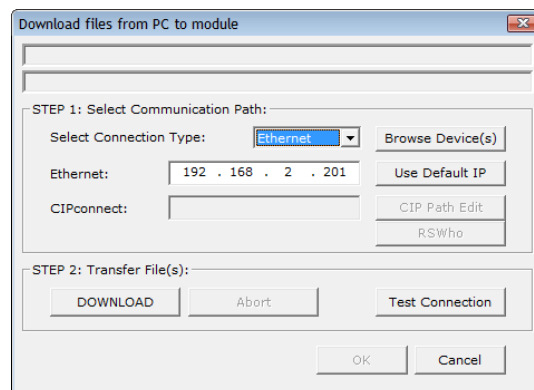 Download files from PC to module
STEP 1: Select Communication Path:
Select Connection Type: Ethernet Browse Device(s)
Ethernet: 192 . 168 . 2 . 201 Use Default IP
CIPconnect: CIP Path Edit
RSWho
STEP 2: Transfer File(s):
DOWNLOAD Abort Test Connection
OK Cancel